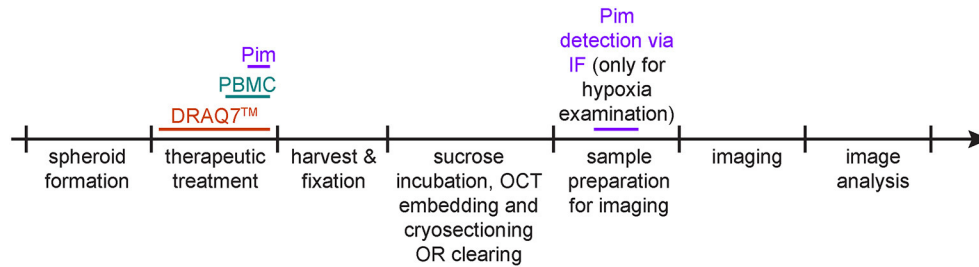 Pim
PBMC
DRAQ7™
Pim
detection via
IF (only for
hypoxia
examination)
spheroid
formation
therapeutic
treatment
harvest &
fixation
sucrose
incubation, OCT
embedding and
cryosectioning
OR clearing
sample
preparation
for imaging
imaging
image
analysis